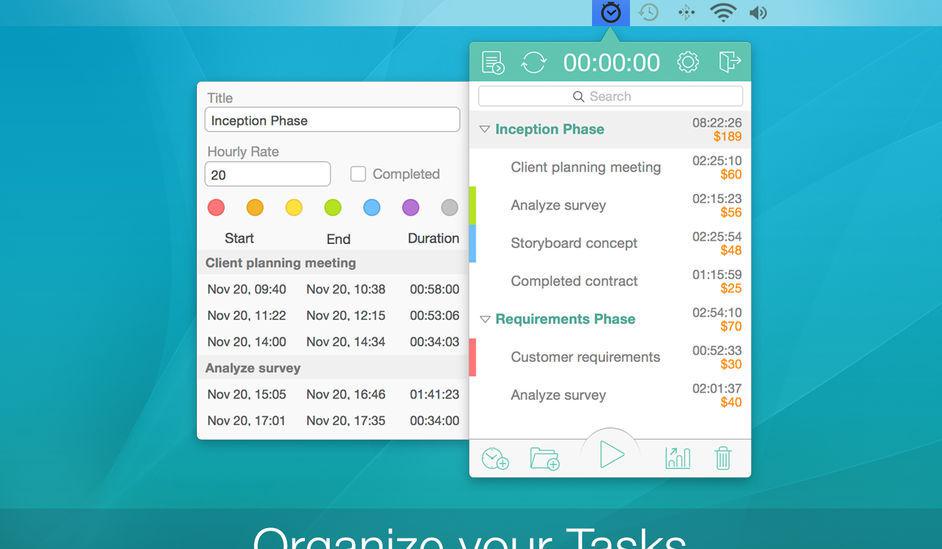 00:00:00
Search
Inception Phase 08:22:26
$189
Client planning meeting 02:25:10
$60
Analyze survey 02:15:23
$56
Storyboard concept 02:25:54
$48
Completed contract 01:15:59
$25
Requirements Phase 02:54:10
$70
Customer requirements 00:52:33
$30
Analyze survey 02:01:37
$40
Title
Inception Phase
Hourly Rate
20 Completed
Start End Duration
Client planning meeting
Nov 20, 09:40 Nov 20, 10:38 00:58:00
Nov 20, 11:22 Nov 20, 12:15 00:53:06
Nov 20, 14:00 Nov 20, 14:34 00:34:03
Analyze survey
Nov 20, 15:05 Nov 20, 16:46 01:41:23
Nov 20, 17:01 Nov 20, 17:35 00:34:00
Organize your Tasks